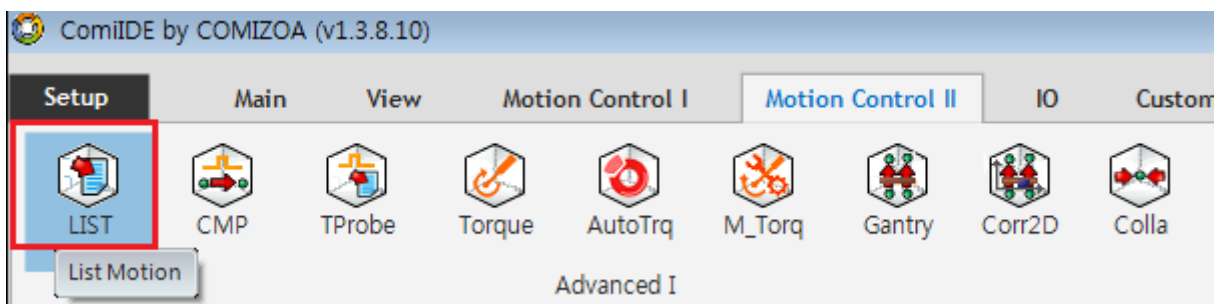 ComiIDE by COMIZOA (v1.3.8.10)
Setup Main View Motion Control I Motion Control II IO Custom
LIST CMP TProbe Torque AutoTrq M_Torq Gantry Corr2D Colla
List Motion
Advanced I